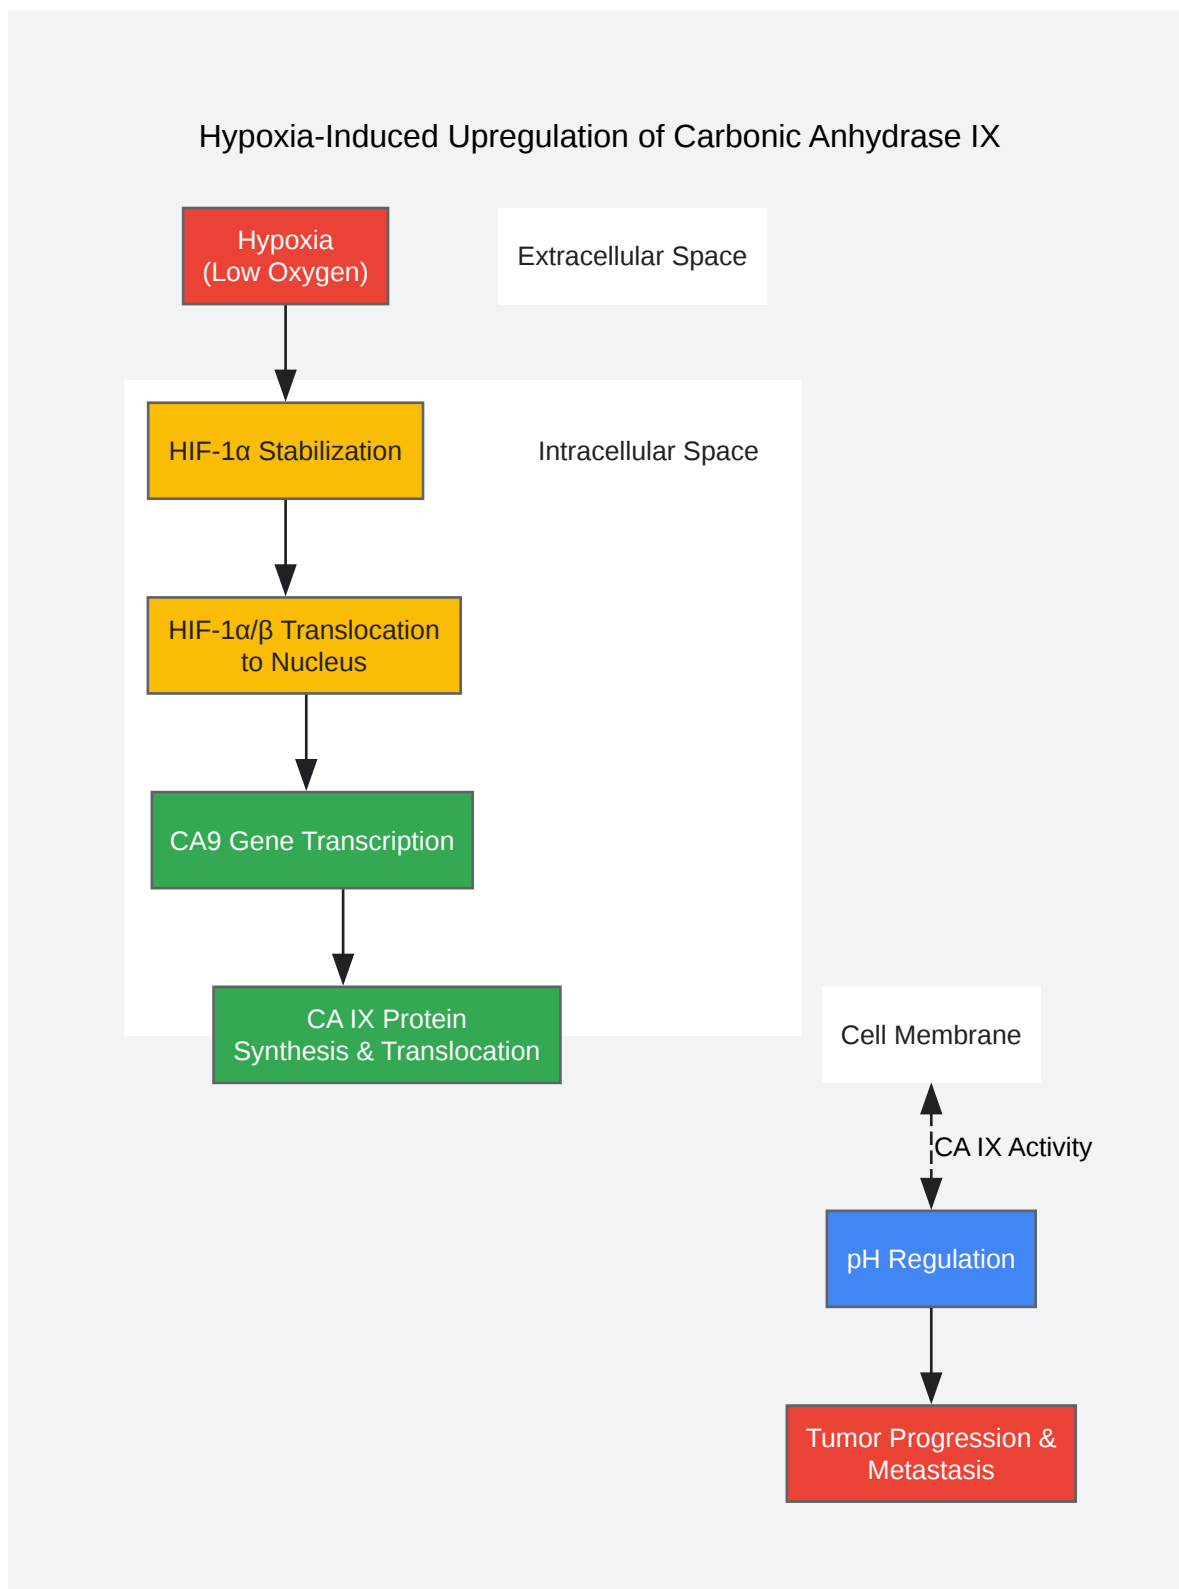 Hypoxia-Induced Upregulation of Carbonic Anhydrase IX
Hypoxia
(Low Oxygen)
Extracellular Space
HIF-1α Stabilization
Intracellular Space
HIF-1α/β Translocation
to Nucleus
CA9 Gene Transcription
CA IX Protein
Synthesis & Translocation
Cell Membrane
CA IX Activity
pH Regulation
Tumor Progression &
Metastasis